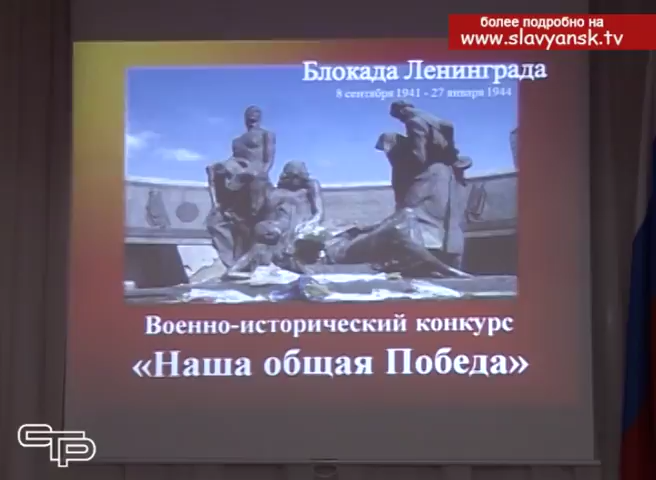 более подробно на
www.slavyansk.tv
Блокада Ленинграда
8 сентября 1941 - 27 января 1944
Военно-исторический конкурс
«Наша общая Победа»
СТР